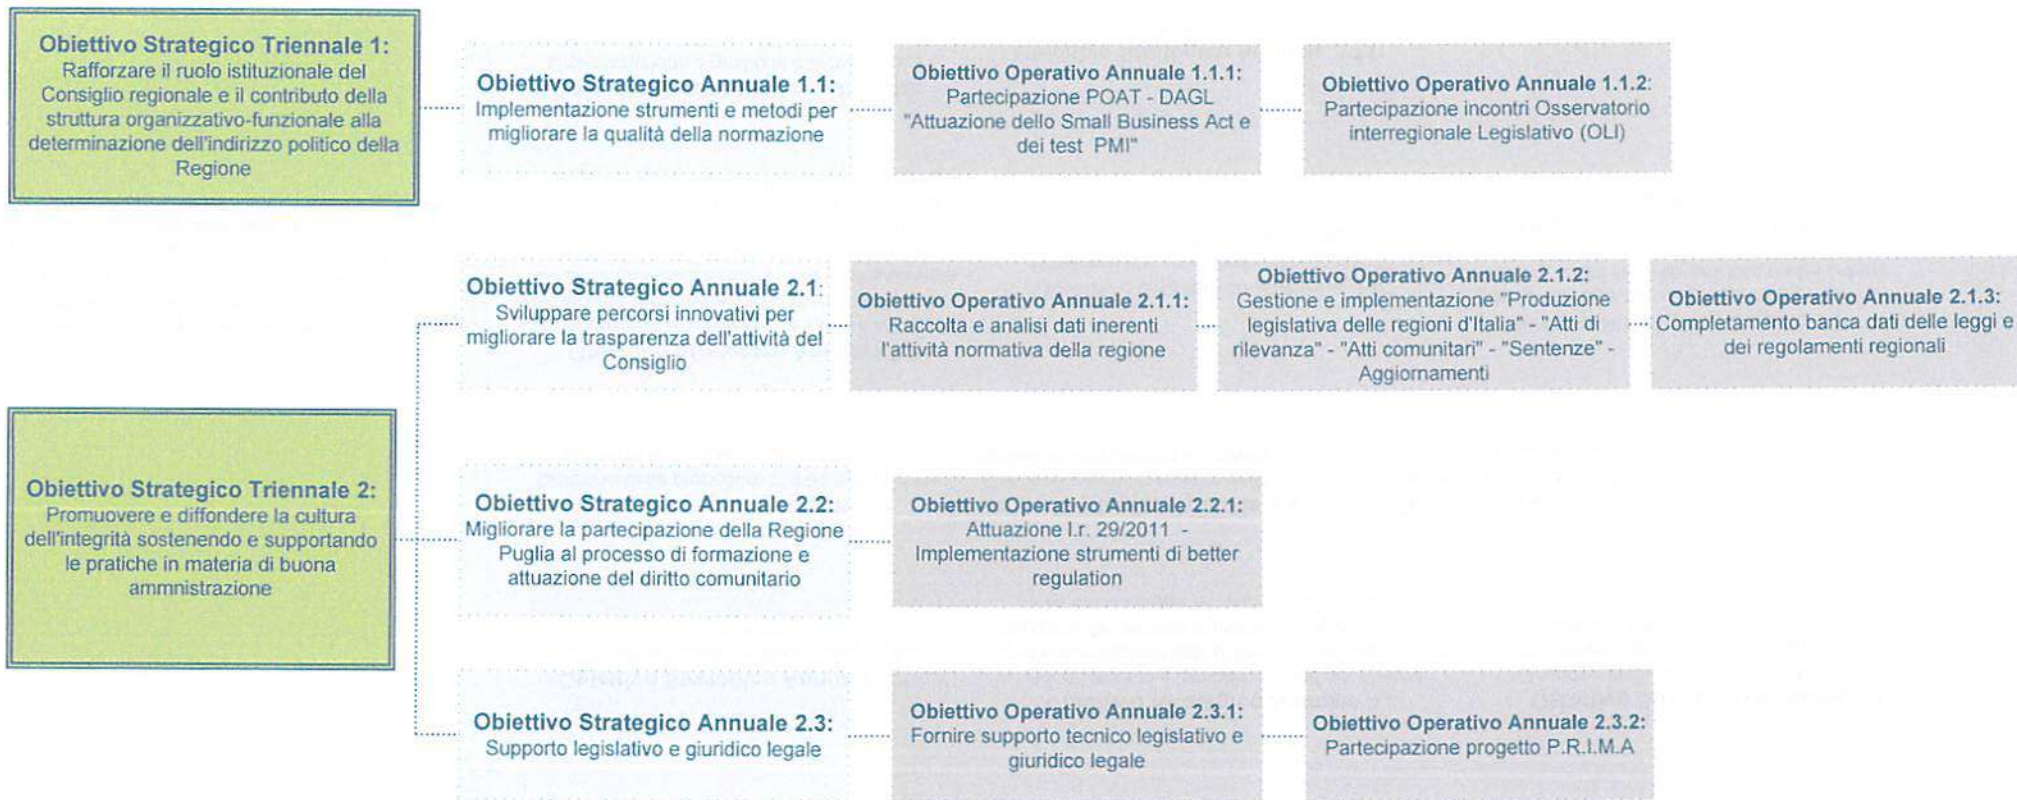 Obiettivo Strategico Triennale 1:
Rafforzare il ruolo istituzionale del
Consiglio regionale e il contributo della
struttura organizzativo-funzionale alla
determinazione dell'indirizzo politico della
Regione
Obiettivo Strategico Annuale 1.1:
Implementazione strumenti e metodi per
migliorare la qualità della normazione
Obiettivo Operativo Annuale 1.1.1:
Partecipazione POAT - DAGL
"Attuazione dello Small Business Act e
dei test PMI"
Obiettivo Operativo Annuale 1.1.2:
Partecipazione incontri Osservatorio
interregionale Legislativo (OLI)
Obiettivo Strategico Triennale 2:
Promuovere e diffondere la cultura
dell'integrità sostenendo e supportando
le pratiche in materia di buona
ammnistrazione
Obiettivo Strategico Annuale 2.1:
Sviluppare percorsi innovativi per
migliorare la trasparenza dell'attività del
Consiglio
Obiettivo Operativo Annuale 2.1.1:
Raccolta e analisi dati inerenti
l'attività normativa della regione
Obiettivo Operativo Annuale 2.1.2:
Gestione e implementazione "Produzione
legislativa delle regioni d'Italia" - "Atti di
rilevanza" - "Atti comunitari" - "Sentenze" -
Aggiornamenti
Obiettivo Operativo Annuale 2.1.3:
Completamento banca dati delle leggi e
dei regolamenti regionali
Obiettivo Strategico Annuale 2.2:
Migliorare la partecipazione della Regione
Puglia al processo di formazione e
attuazione del diritto comunitario
Obiettivo Operativo Annuale 2.2.1:
Attuazione l.r. 29/2011 -
Implementazione strumenti di better
regulation
Obiettivo Strategico Annuale 2.3:
Supporto legislativo e giuridico legale
Obiettivo Operativo Annuale 2.3.1:
Fornire supporto tecnico legislativo e
giuridico legale
Obiettivo Operativo Annuale 2.3.2:
Partecipazione progetto P.R.I.M.A